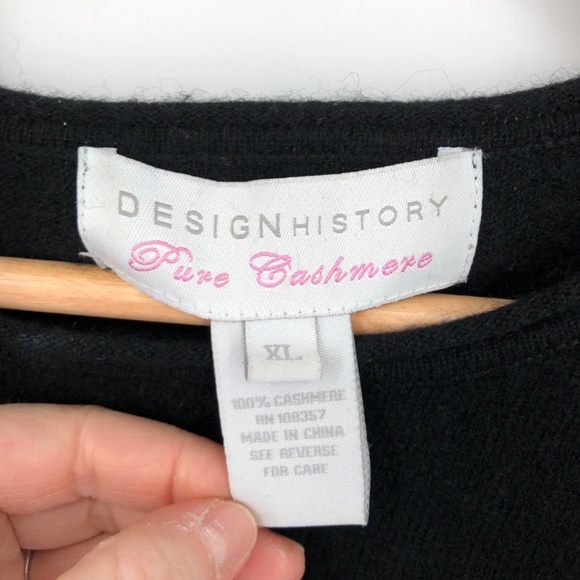 DESIGNHISTORY
Pure Cashmere
XL
100% CASHMERE
RN 108357
MADE IN CHINA
SEE REVERSE
FOR CARE